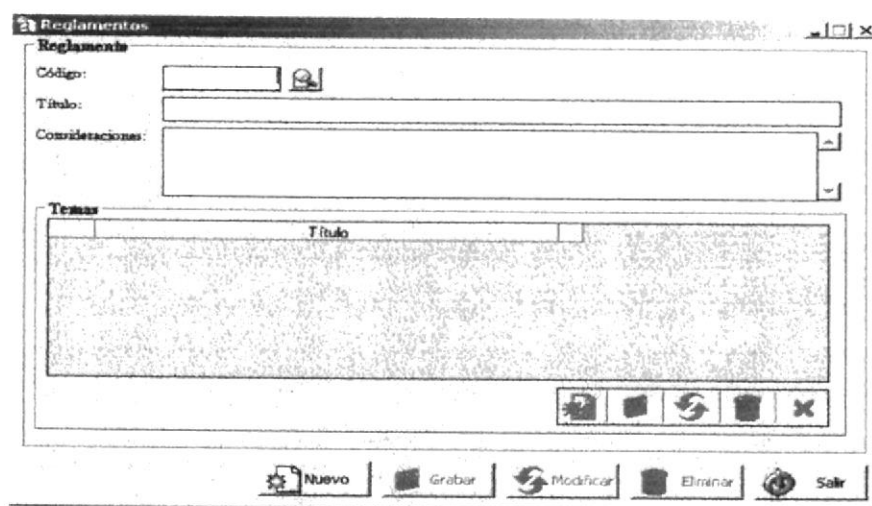 Reglamentos
Reglamento
Código:
Título:
Consideraciones:
Temas
Título
Nuevo
Grabar
Modificar
Eliminar
Salir